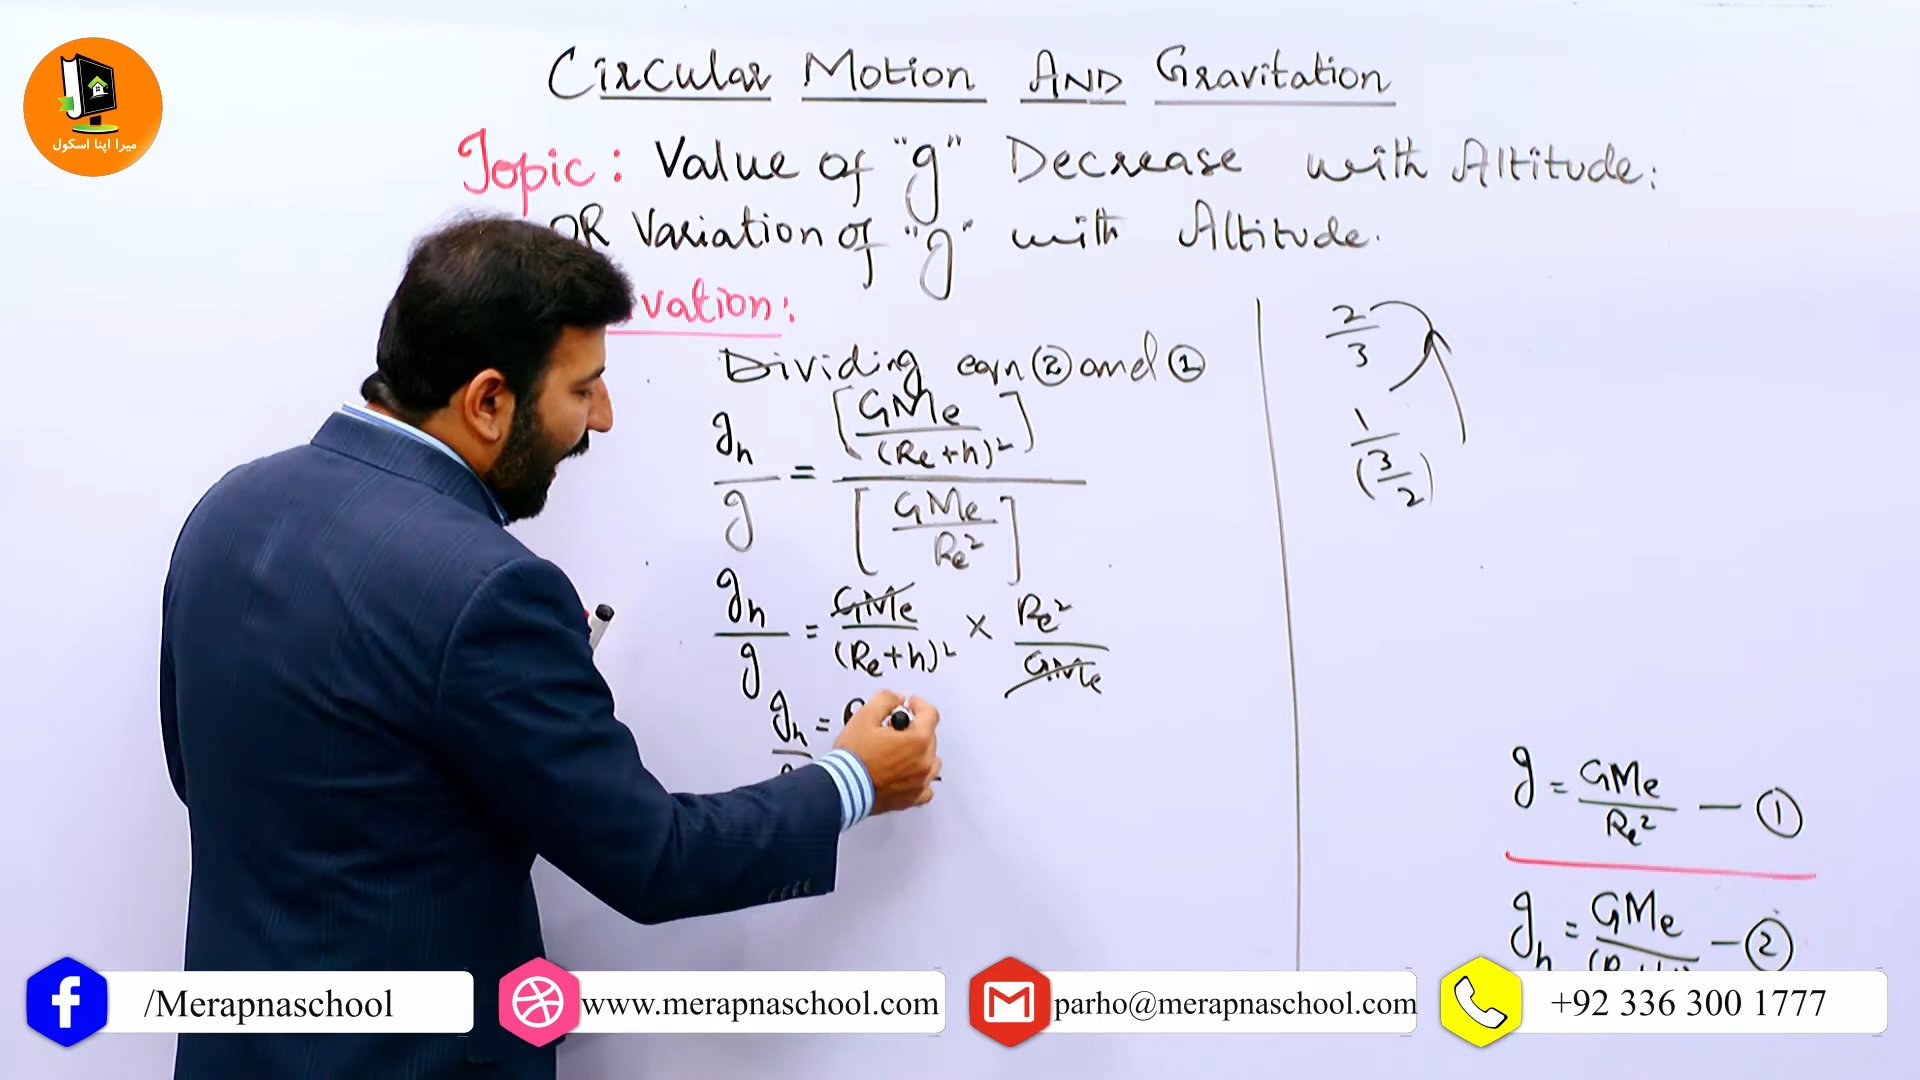 میرا اپنا اسکول
Circular Motion AND Gravitation
Topic: Value of "g" Decrease with Altitude:
OR Variation of "g" with Altitude.
vation:
Dividing eqn ② and ①
gh/g = [GMe/(Re+h)²] / [GMe/Re²]
gh/g = GMe/(Re+h)² × Re²/GMe
gh =
2/3
1/(3/2)
g = GMe/Re² — ①
gh = GMe — ②
/Merapnaschool
www.merapnaschool.com
parho@merapnaschool.com
+92 336 300 1777